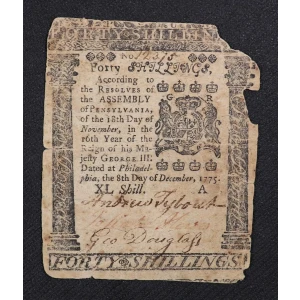 FORTY SHILLINGS
No
Forty SHILLINGS.
According to
the RESOLVES of
the ASSEMBLY
of PENSYLVANIA,
G R
of the 18th Day of
November, in the
16th Year of the
Reign of his Ma-
jesty GEORGE III.
Dated at Philadel-
phia, the 8th Day of December, 1775.
XL Shill. A
Andrew Tybout
Geo Douglass
FORTY SHILLINGS